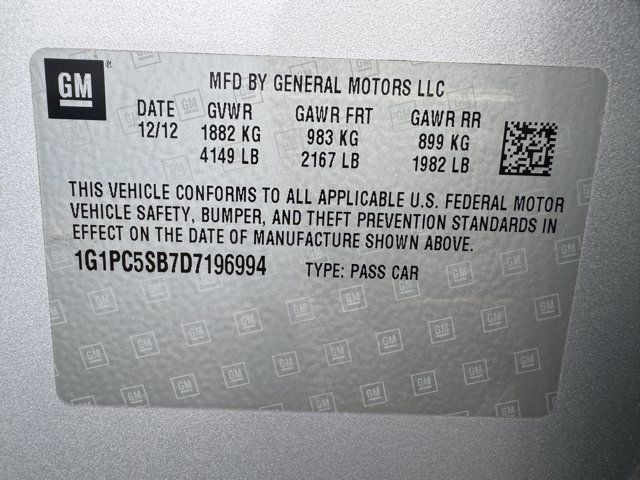 GM
MFD BY GENERAL MOTORS LLC
DATE GVWR GAWR FRT GAWR RR
12/12 1882 KG 983 KG 899 KG
4149 LB 2167 LB 1982 LB
THIS VEHICLE CONFORMS TO ALL APPLICABLE U.S. FEDERAL MOTOR
VEHICLE SAFETY, BUMPER, AND THEFT PREVENTION STANDARDS IN
EFFECT ON THE DATE OF MANUFACTURE SHOWN ABOVE.
1G1PC5SB7D7196994 TYPE: PASS CAR